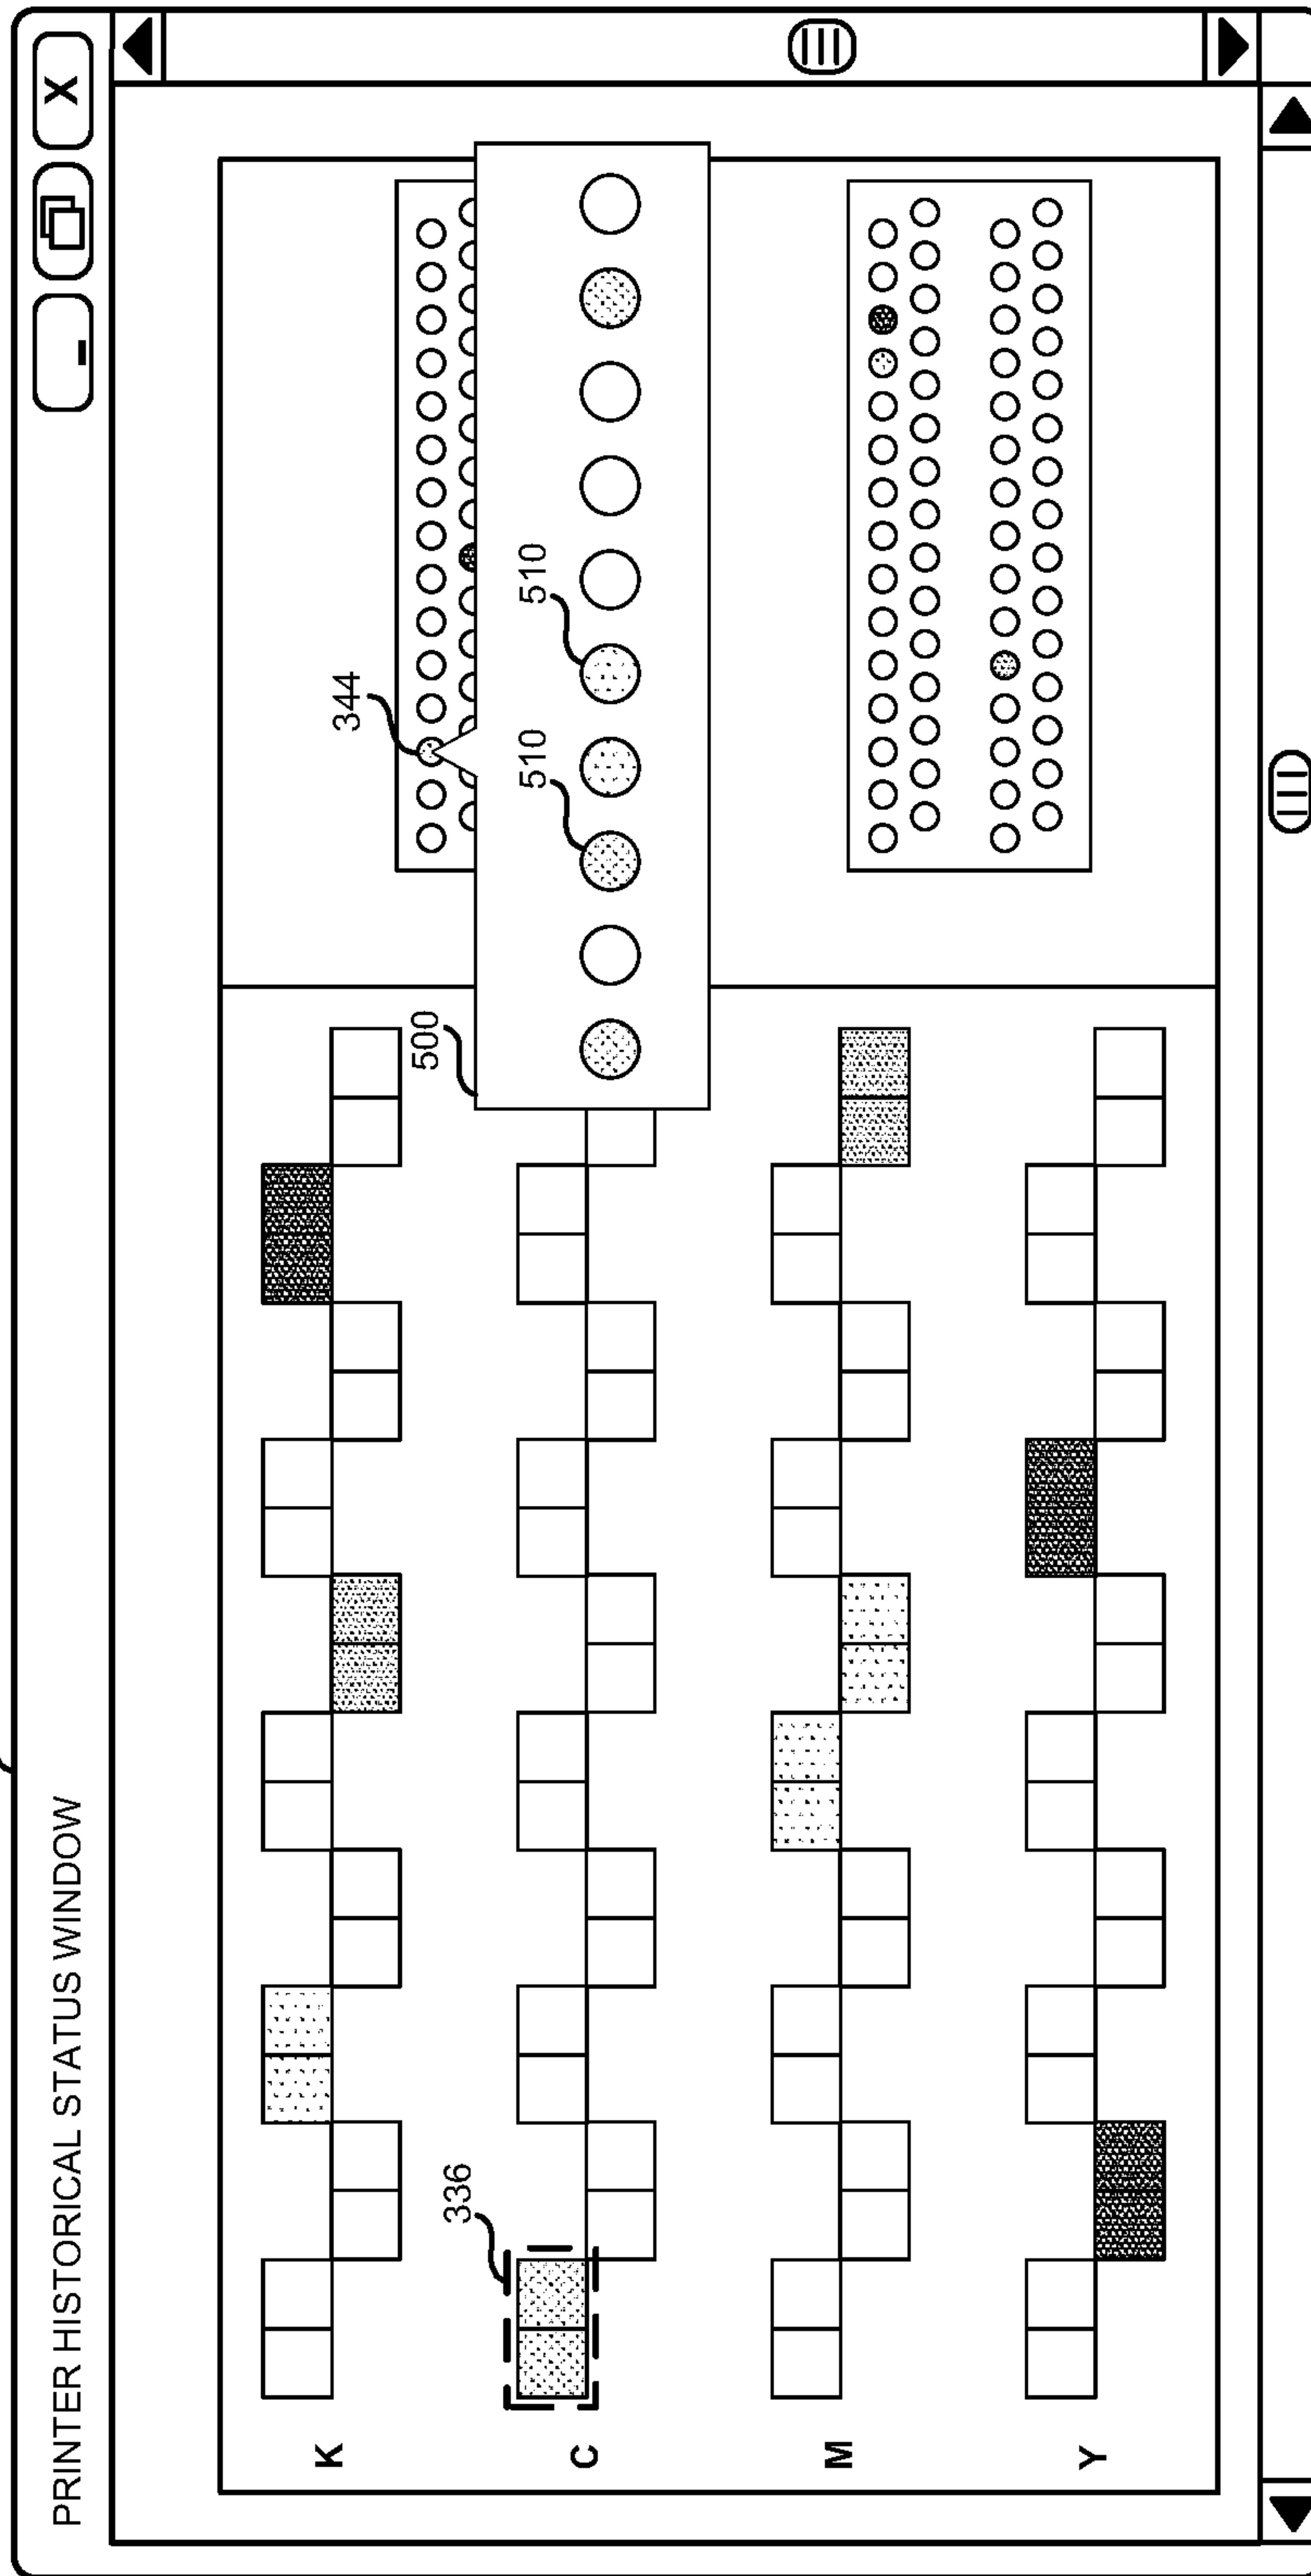 PRINTER HISTORICAL STATUS WINDOW
X
344
510
510
500
K
336
C
M
Y